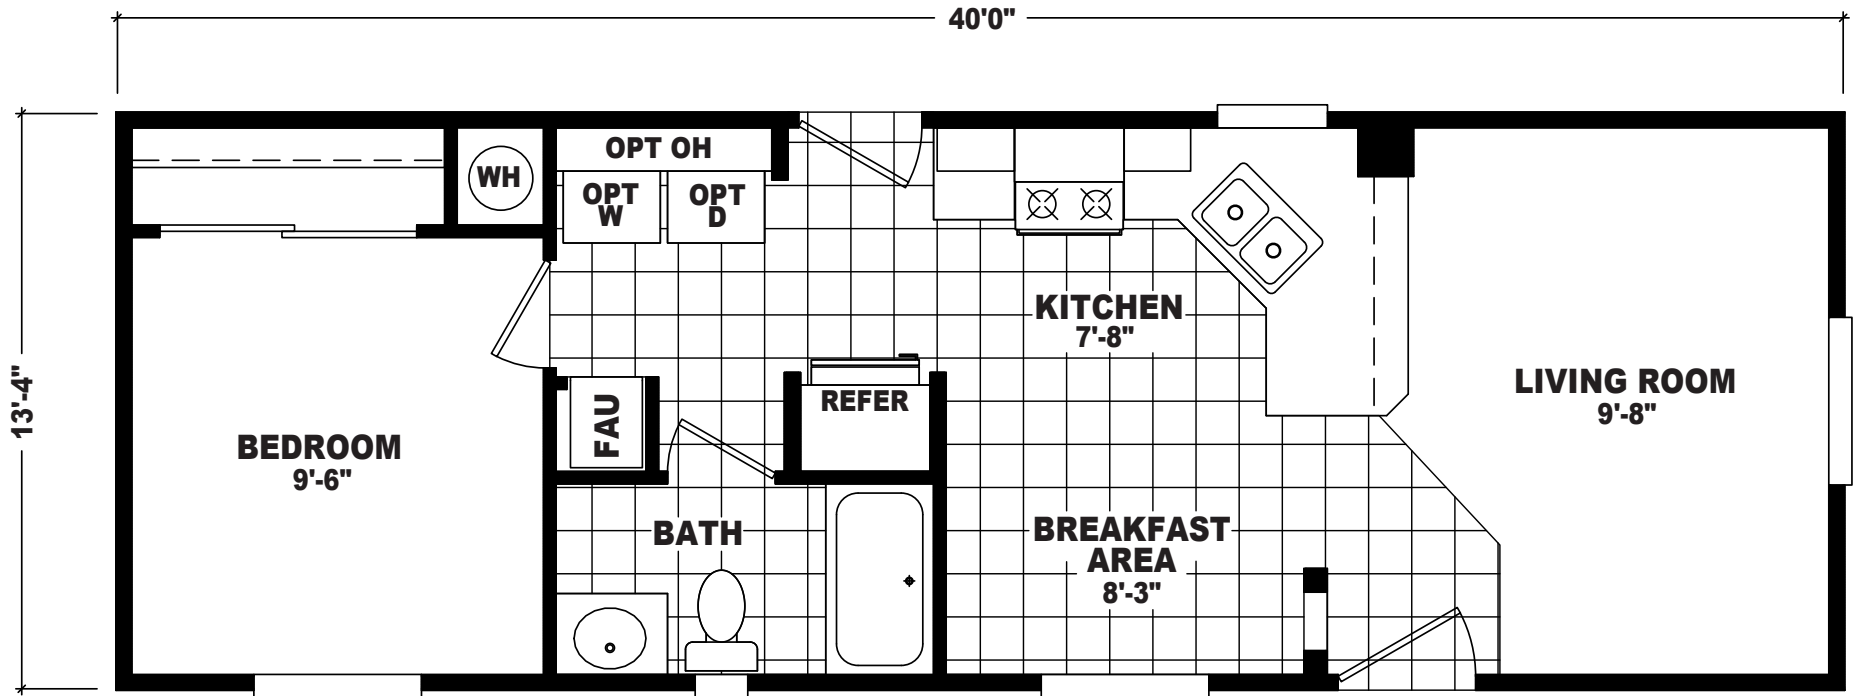 40'0"
13'-4"
OPT OH
WH
OPT
W
OPT
D
KITCHEN
7'-8"
LIVING ROOM
9'-8"
REFER
FAU
BEDROOM
9'-6"
BATH
BREAKFAST
AREA
8'-3"